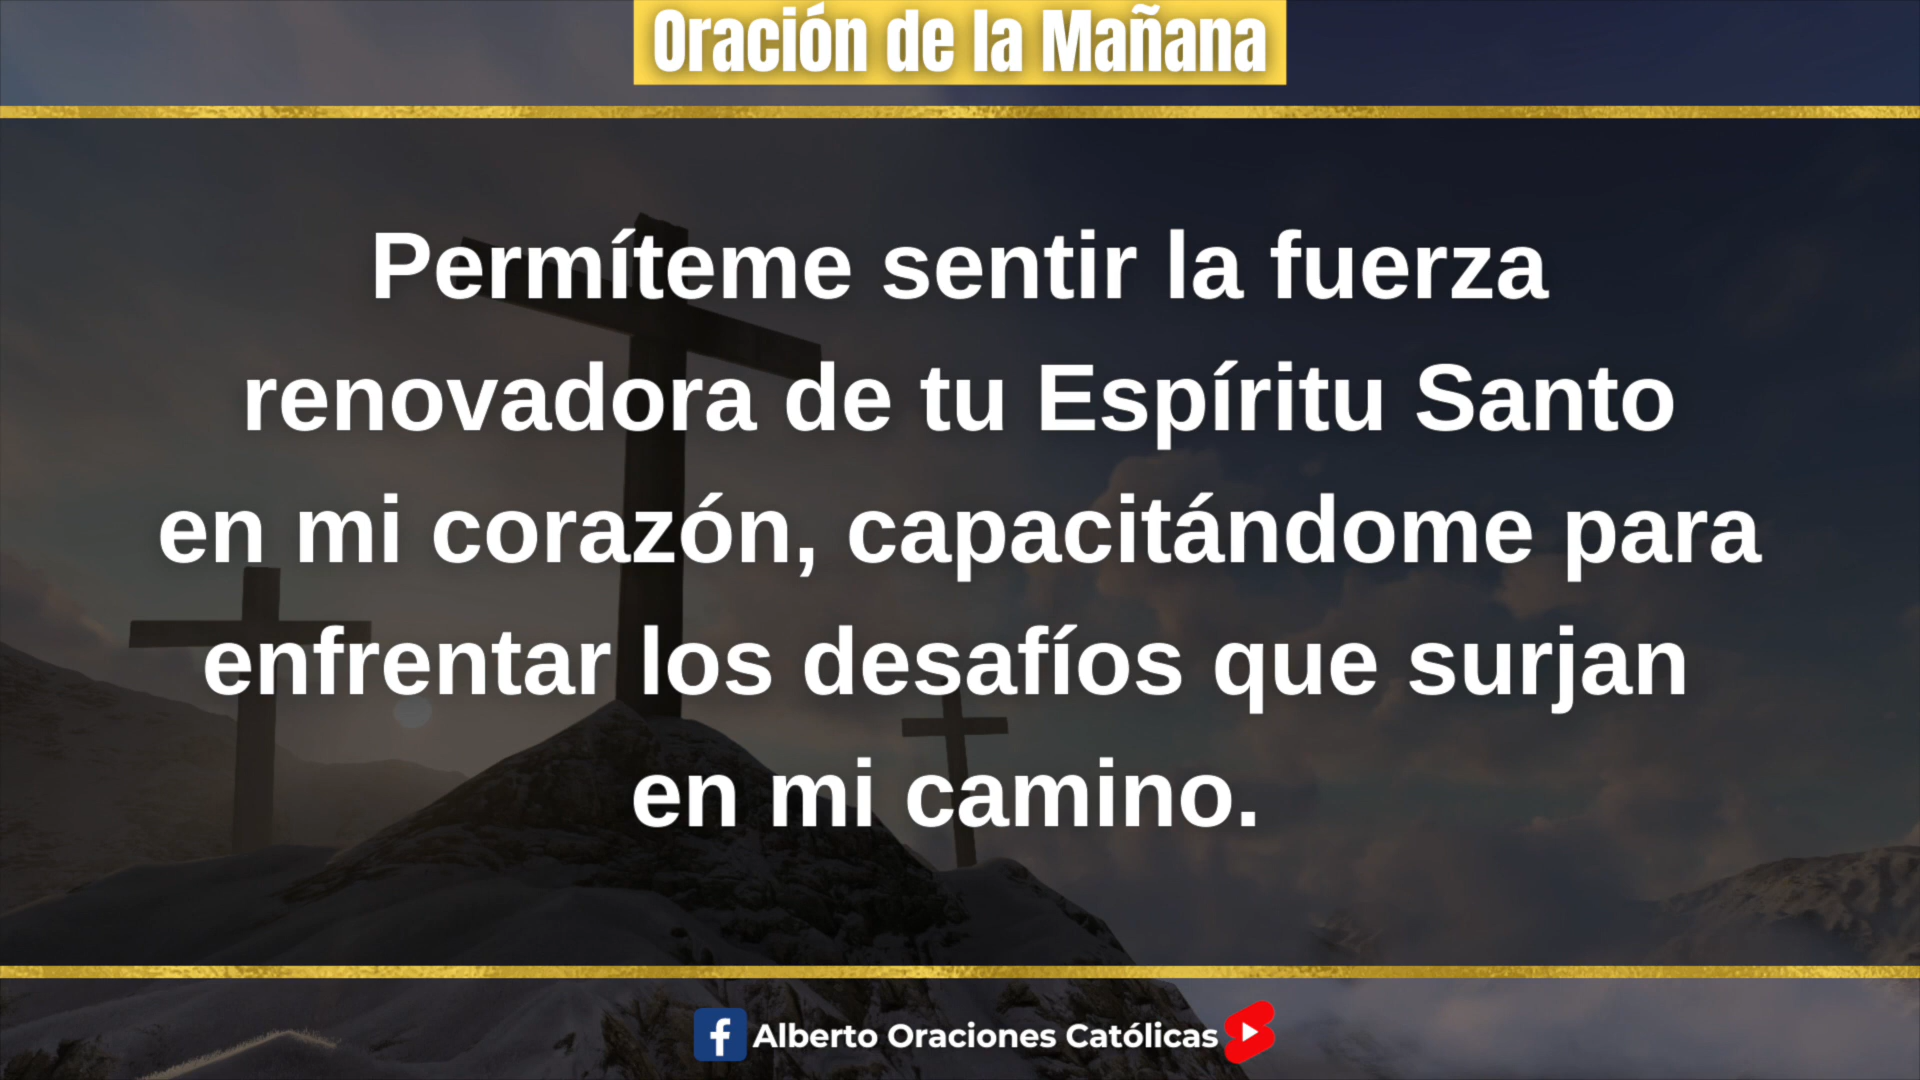 Oración de la Mañana
Permíteme sentir la fuerza
renovadora de tu Espíritu Santo
en mi corazón, capacitándome para
enfrentar los desafíos que surjan
en mi camino.
Alberto Oraciones Católicas